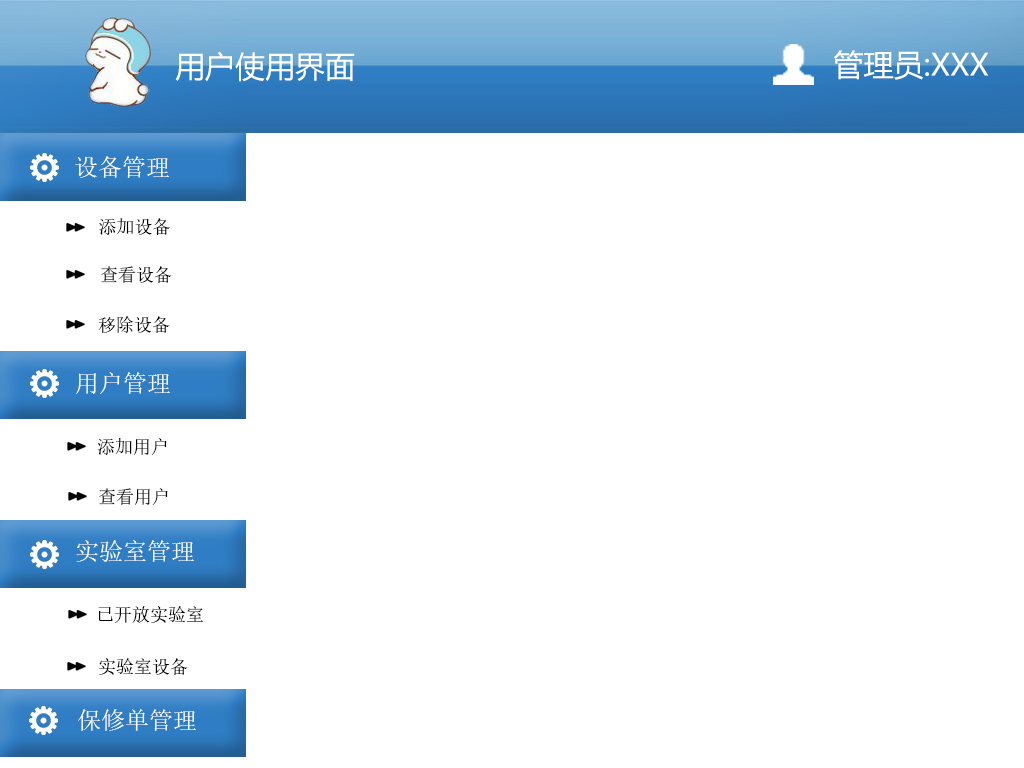 用户使用界面
管理员:XXX
设备管理
添加设备
查看设备
移除设备
用户管理
添加用户
查看用户
实验室管理
已开放实验室
实验室设备
保修单管理